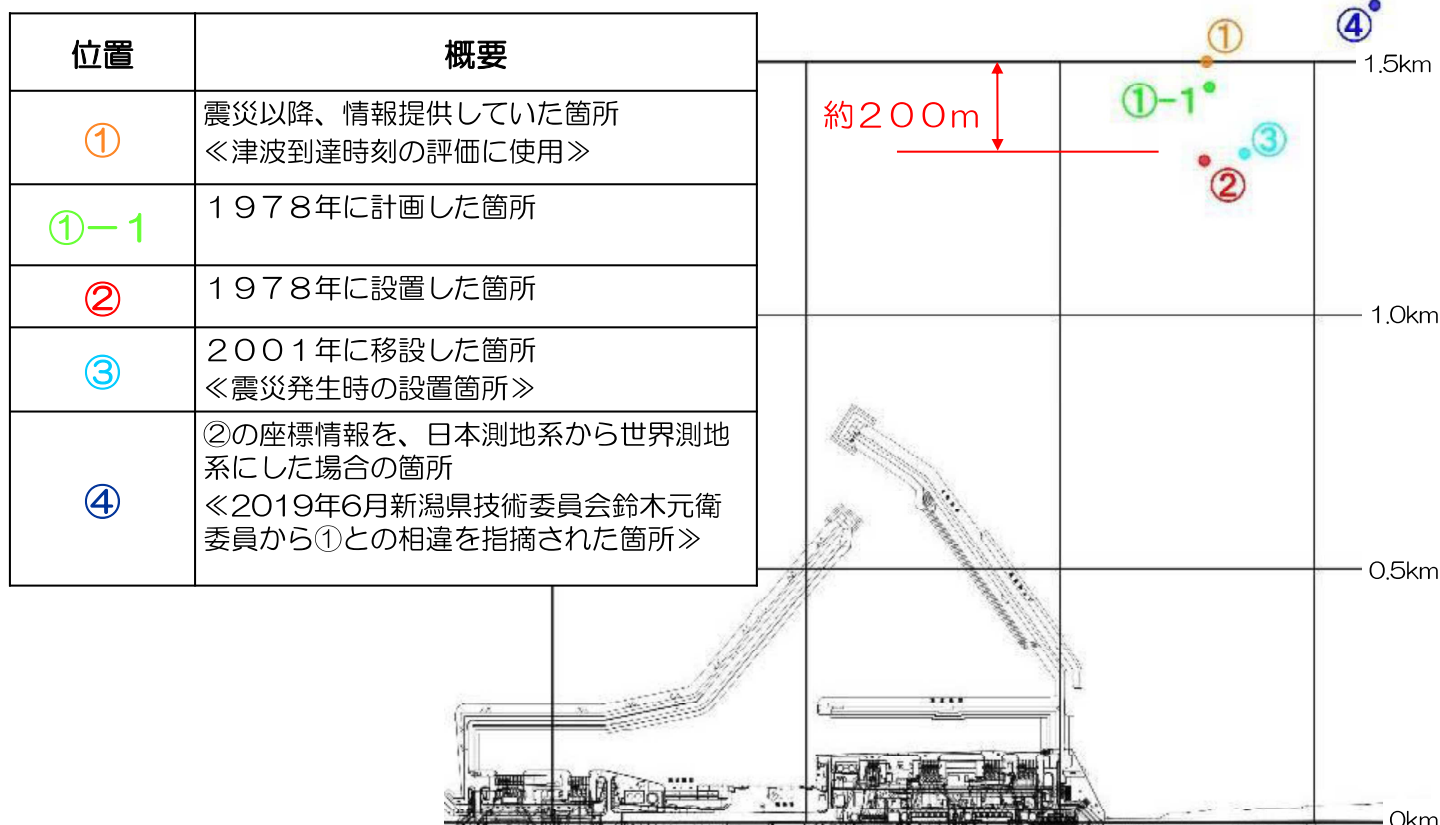 位置
概要
①
震災以降、情報提供していた箇所
≪津波到達時刻の評価に使用≫
①－１
１９７８年に計画した箇所
②
１９７８年に設置した箇所
③
２００１年に移設した箇所
≪震災発生時の設置箇所≫
④
②の座標情報を、日本測地系から世界測地
系にした場合の箇所
≪2019年6月新潟県技術委員会鈴木元衛
委員から①との相違を指摘された箇所≫
④
①
1.5km
①-1
約２００ｍ
③
②
1.0km
0.5km
0km